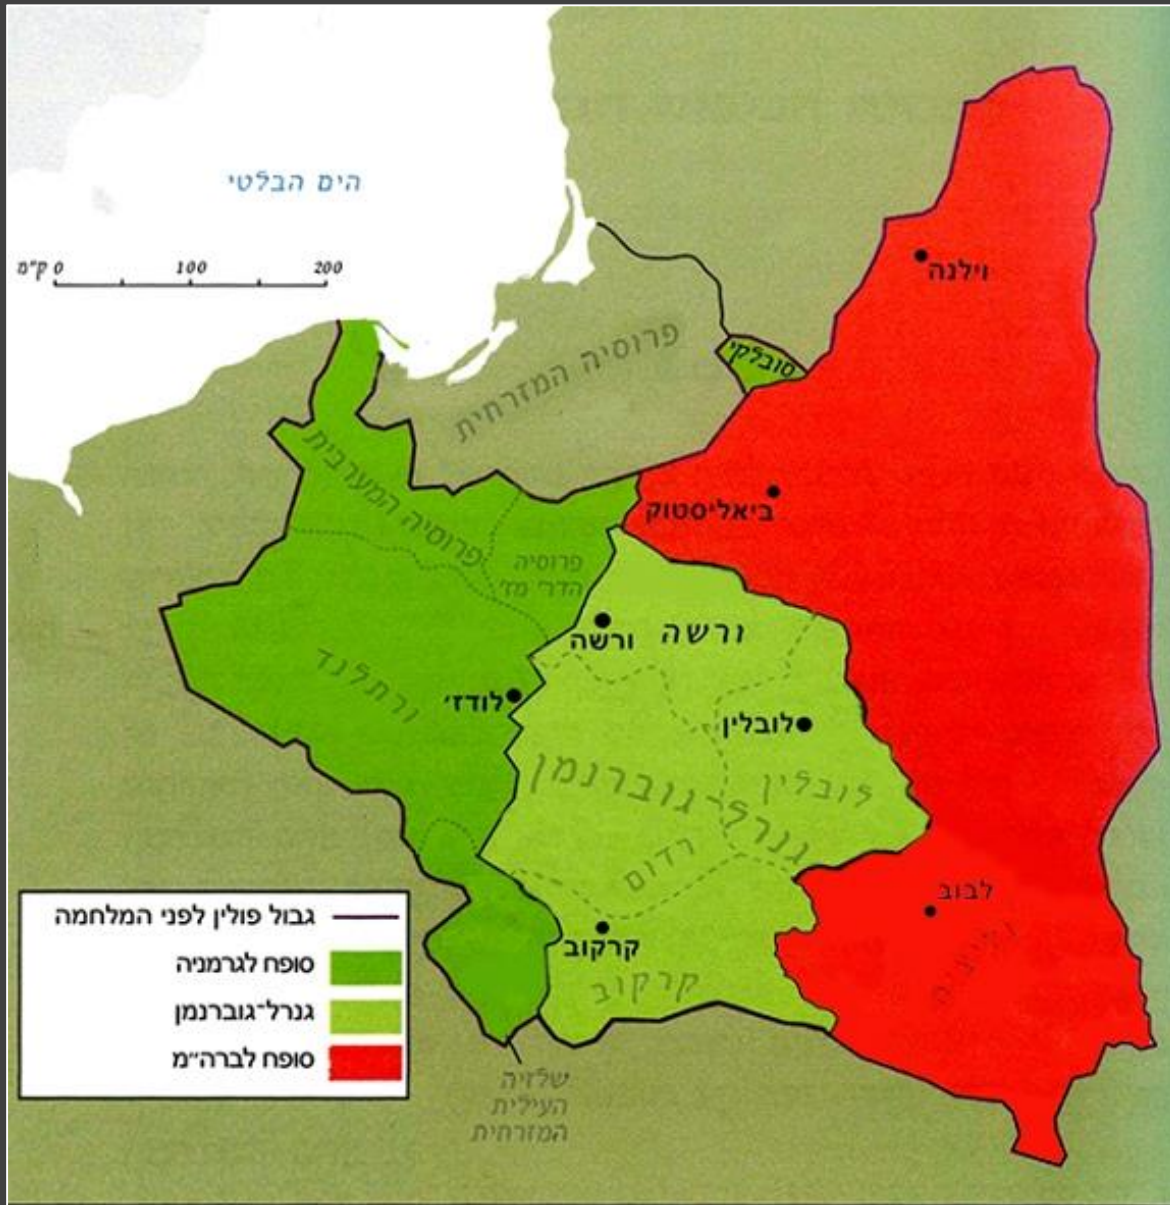 הים הבלטי
ק"מ 0 100 200
וילנה
פרוסיה המזרחית
סובלקי
ביאליסטוק
פרוסיה המערבית
פרוסיה
הדר' מז'
ורשה
ורשה
ורתלנד
לודז'
לובלין
לובלין
גנרל-גוברנמן
רדום
לבוב
גליציה
קרקוב
קרקוב
שלזיה
העילית
המזרחית
גבול פולין לפני המלחמה
סופח לגרמניה
גנרל-גוברנמן
סופח לברה"מ